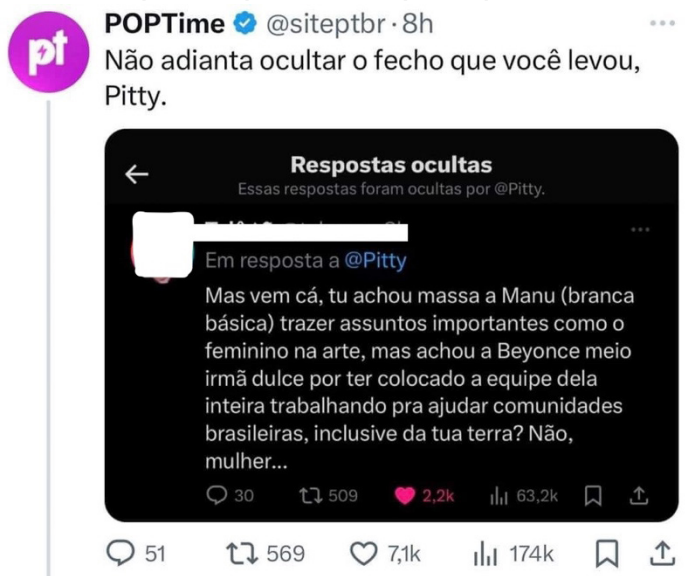 pt
POPTime @siteptbr · 8h
Não adianta ocultar o fecho que você levou,
Pitty.
Respostas ocultas
Essas respostas foram ocultas por @Pitty.
Em resposta a @Pitty
Mas vem cá, tu achou massa a Manu (branca
básica) trazer assuntos importantes como o
feminino na arte, mas achou a Beyonce meio
irmã dulce por ter colocado a equipe dela
inteira trabalhando pra ajudar comunidades
brasileiras, inclusive da tua terra? Não,
mulher...
30 509 2,2k 63,2k
51 569 7,1k 174k